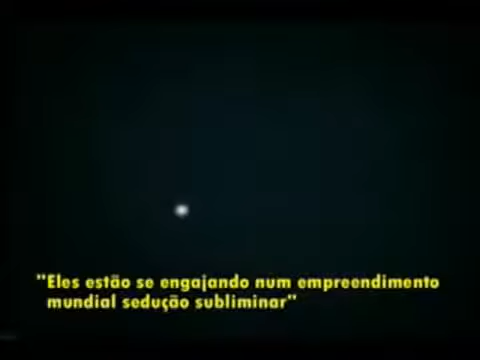 "Eles estão se engajando num empreendimento
mundial sedução subliminar"